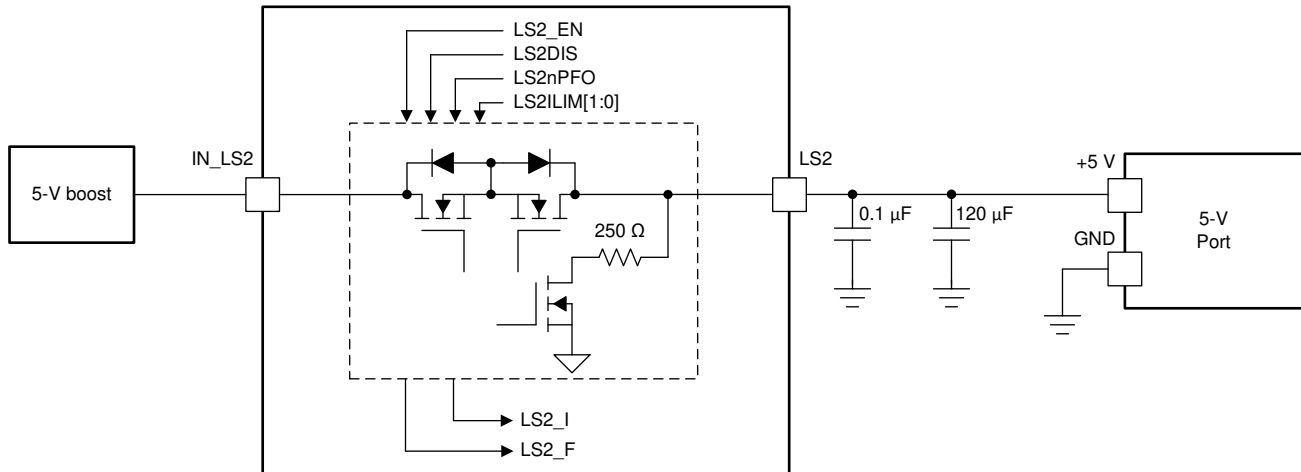 LS2_EN
LS2DIS
LS2nPFO
LS2ILIM[1:0]
IN_LS2
LS2
+5 V
5-V boost
0.1 µF
120 µF
5-V
Port
250 Ω
GND
LS2_I
LS2_F